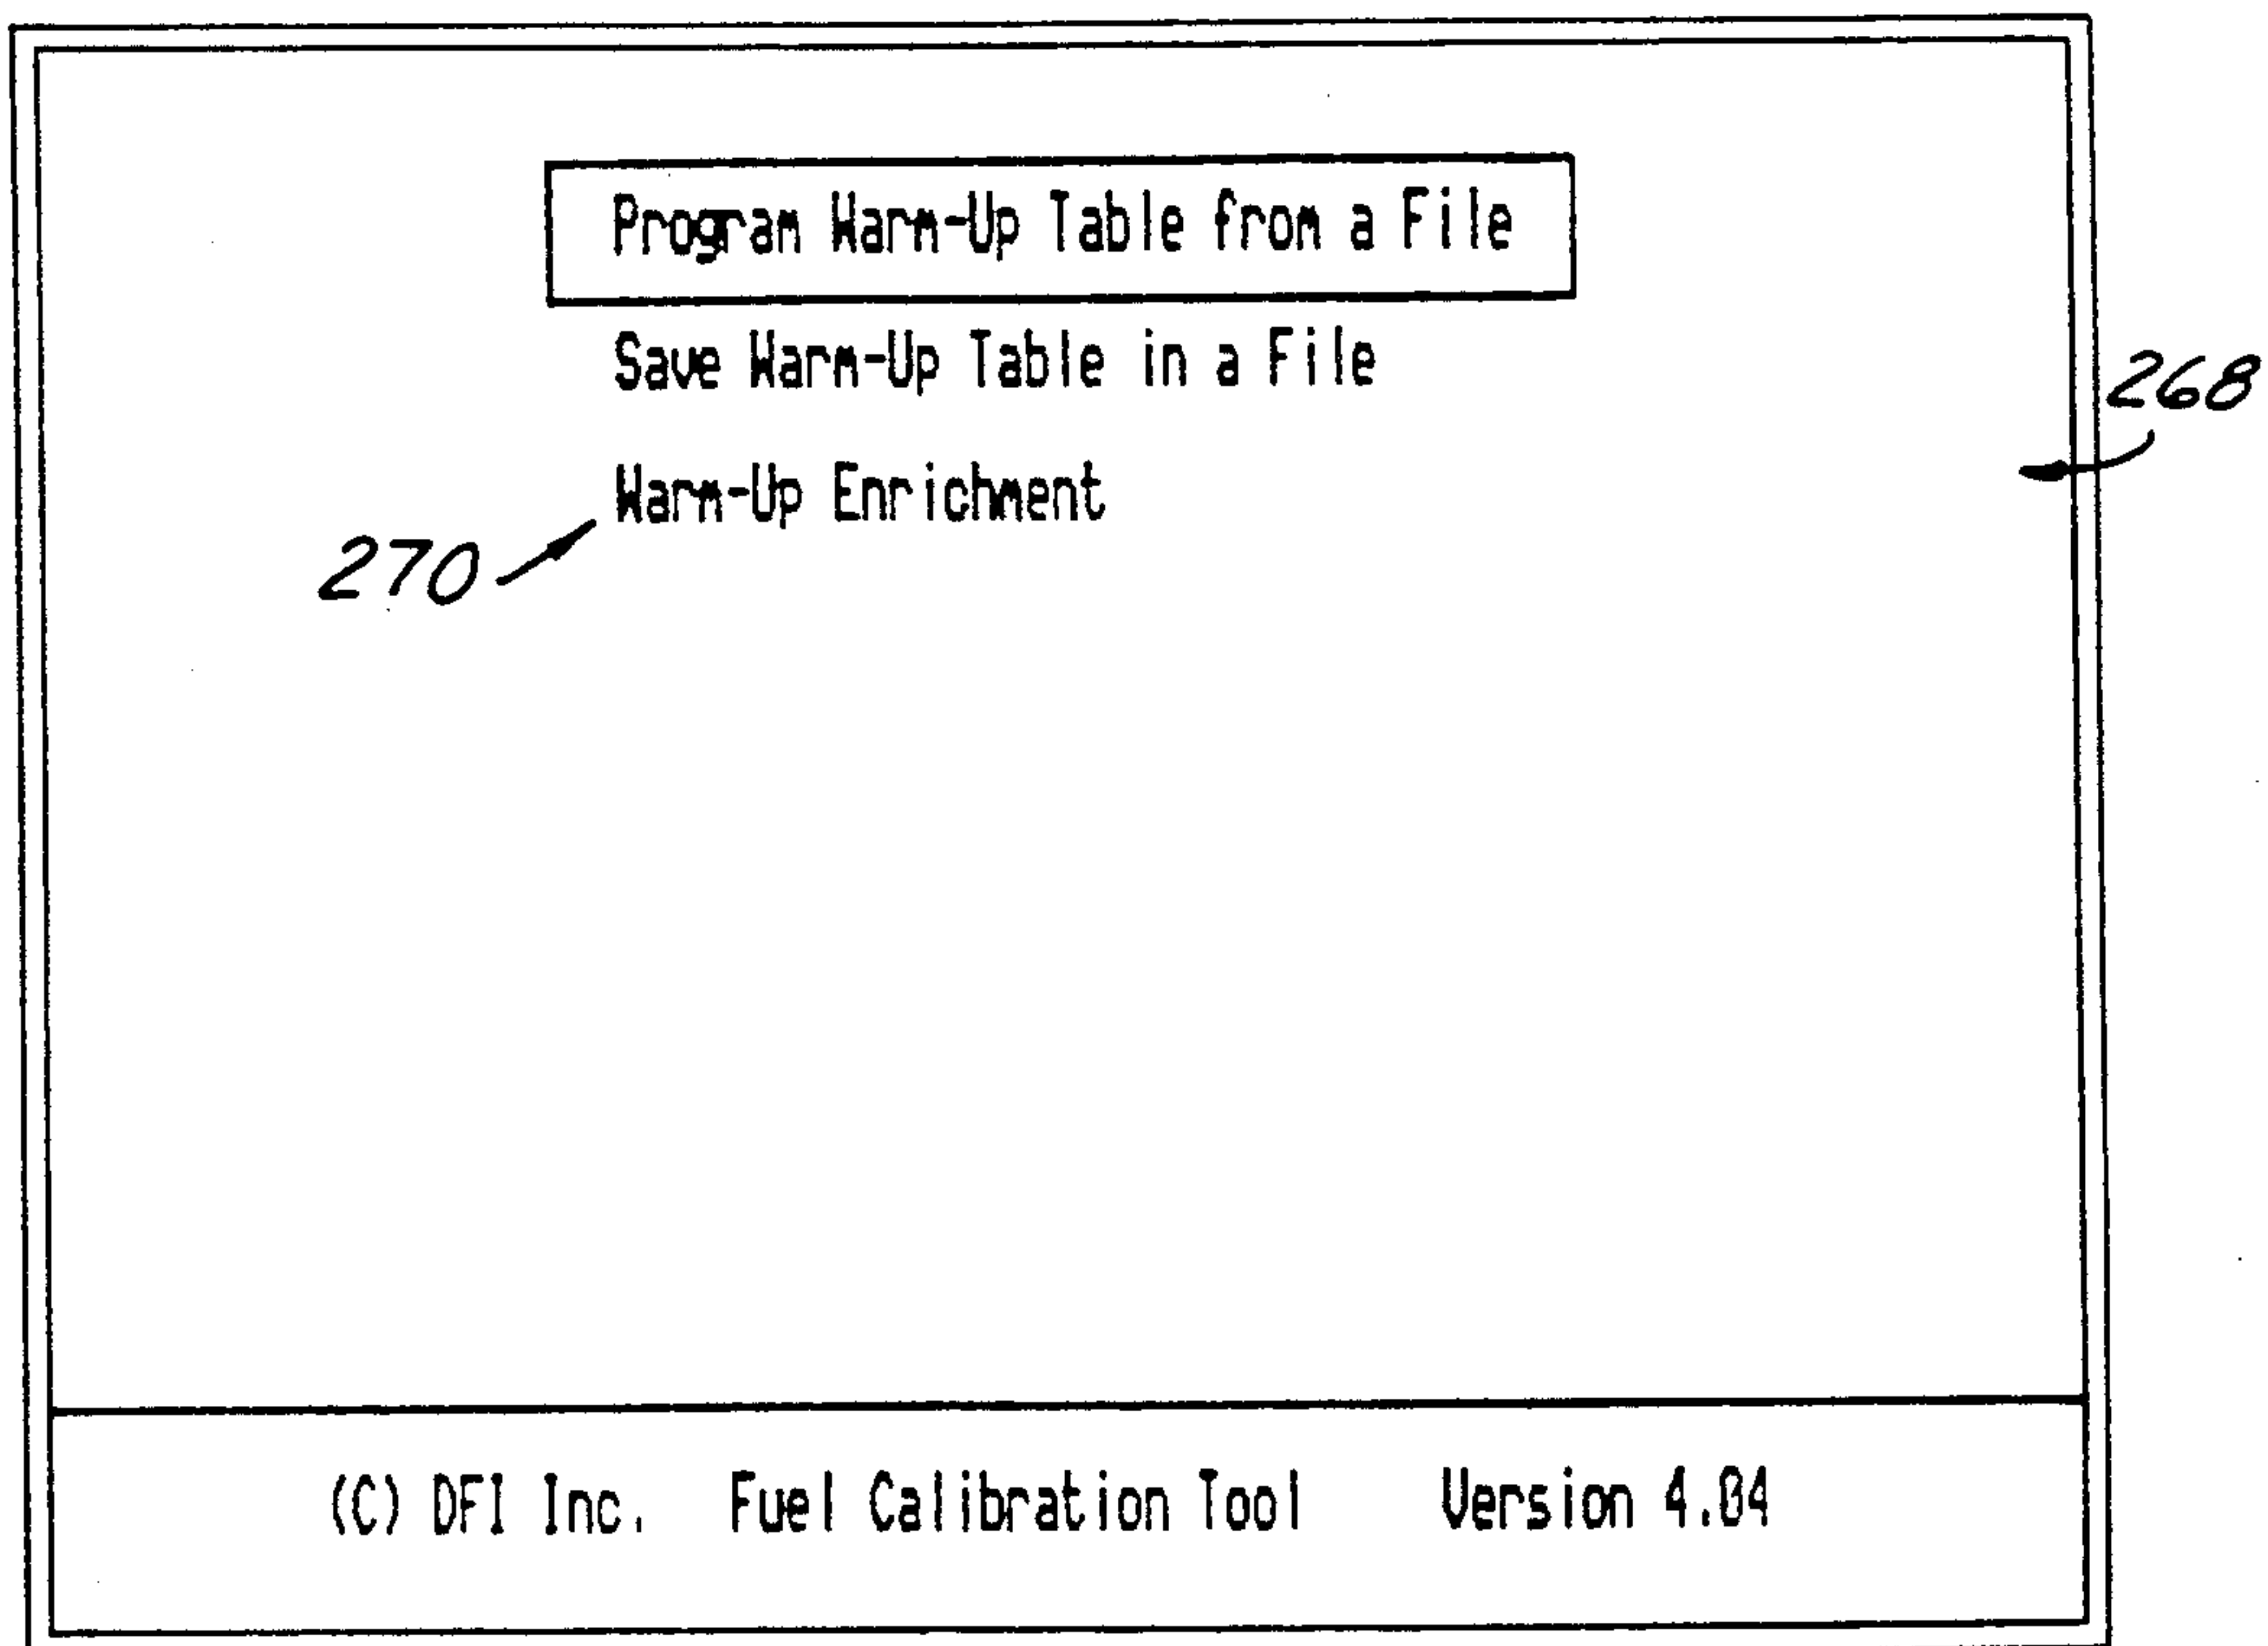 Program Warm-Up Table from a File
Save Warm-Up Table in a File
268
Warm-Up Enrichment
270
(C) DFI Inc. Fuel Calibration Tool Version 4.04